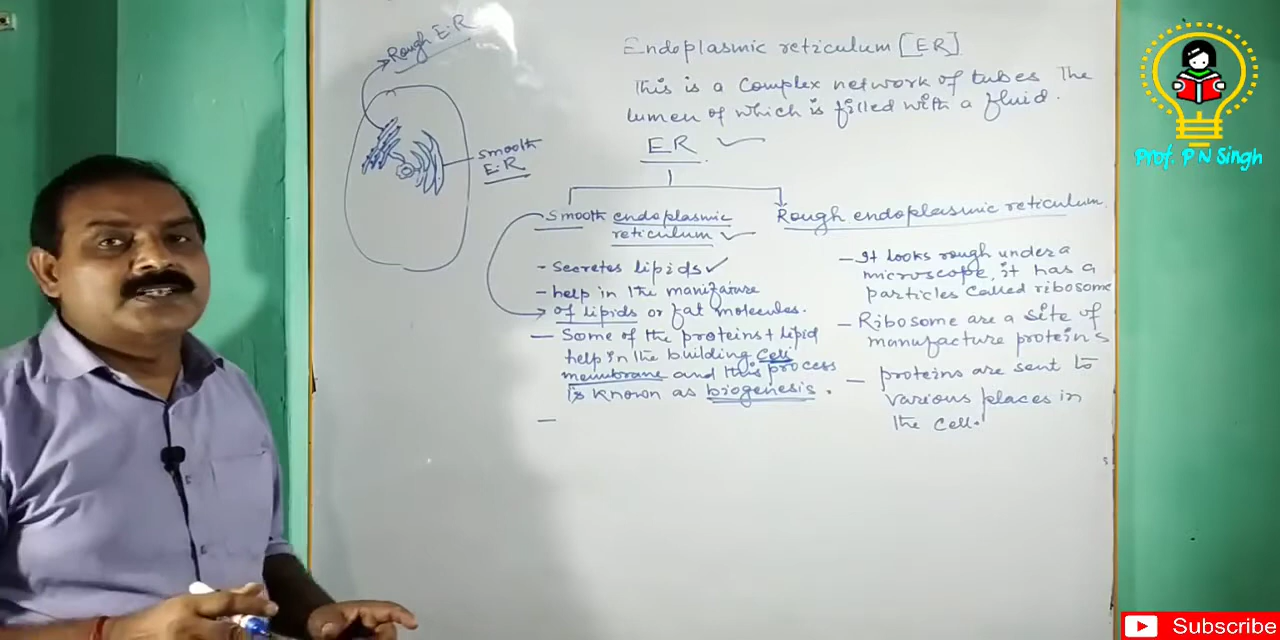 Rough E.R
Smooth
E.R
Endoplasmic reticulum [ER]
This is a complex network of tubes The
lumen of which is filled with a fluid.
ER
Smooth endoplasmic
reticulum
- secretes lipids
- help in the manufature
of lipids or fat molecules.
- Some of the proteins + lipid
help in the building cell
membrane and this process
is known as biogenesis.
-
Rough endoplasmic reticulum
- It looks rough under a
microscope, it has a
particles called ribosome
- Ribosome are a site of
manufacture proteins
- proteins are sent to
various places in
the cell.
Prof. P N Singh
Subscribe